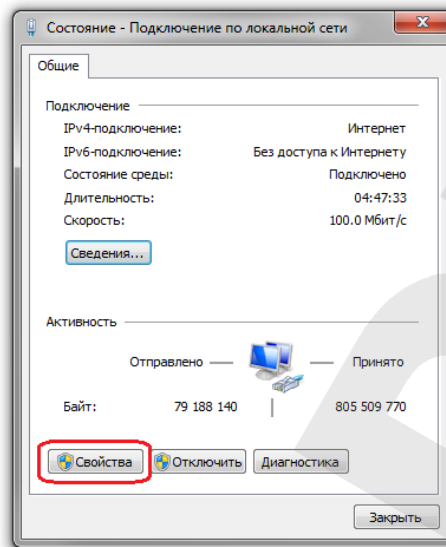 Состояние - Подключение по локальной сети
Общие
Подключение
IPv4-подключение: Интернет
IPv6-подключение: Без доступа к Интернету
Состояние среды: Подключено
Длительность: 04:47:33
Скорость: 100.0 Мбит/с
Сведения...
Активность
Отправлено — — Принято
Байт: 79 188 140 | 805 509 770
Свойства Отключить Диагностика
Закрыть